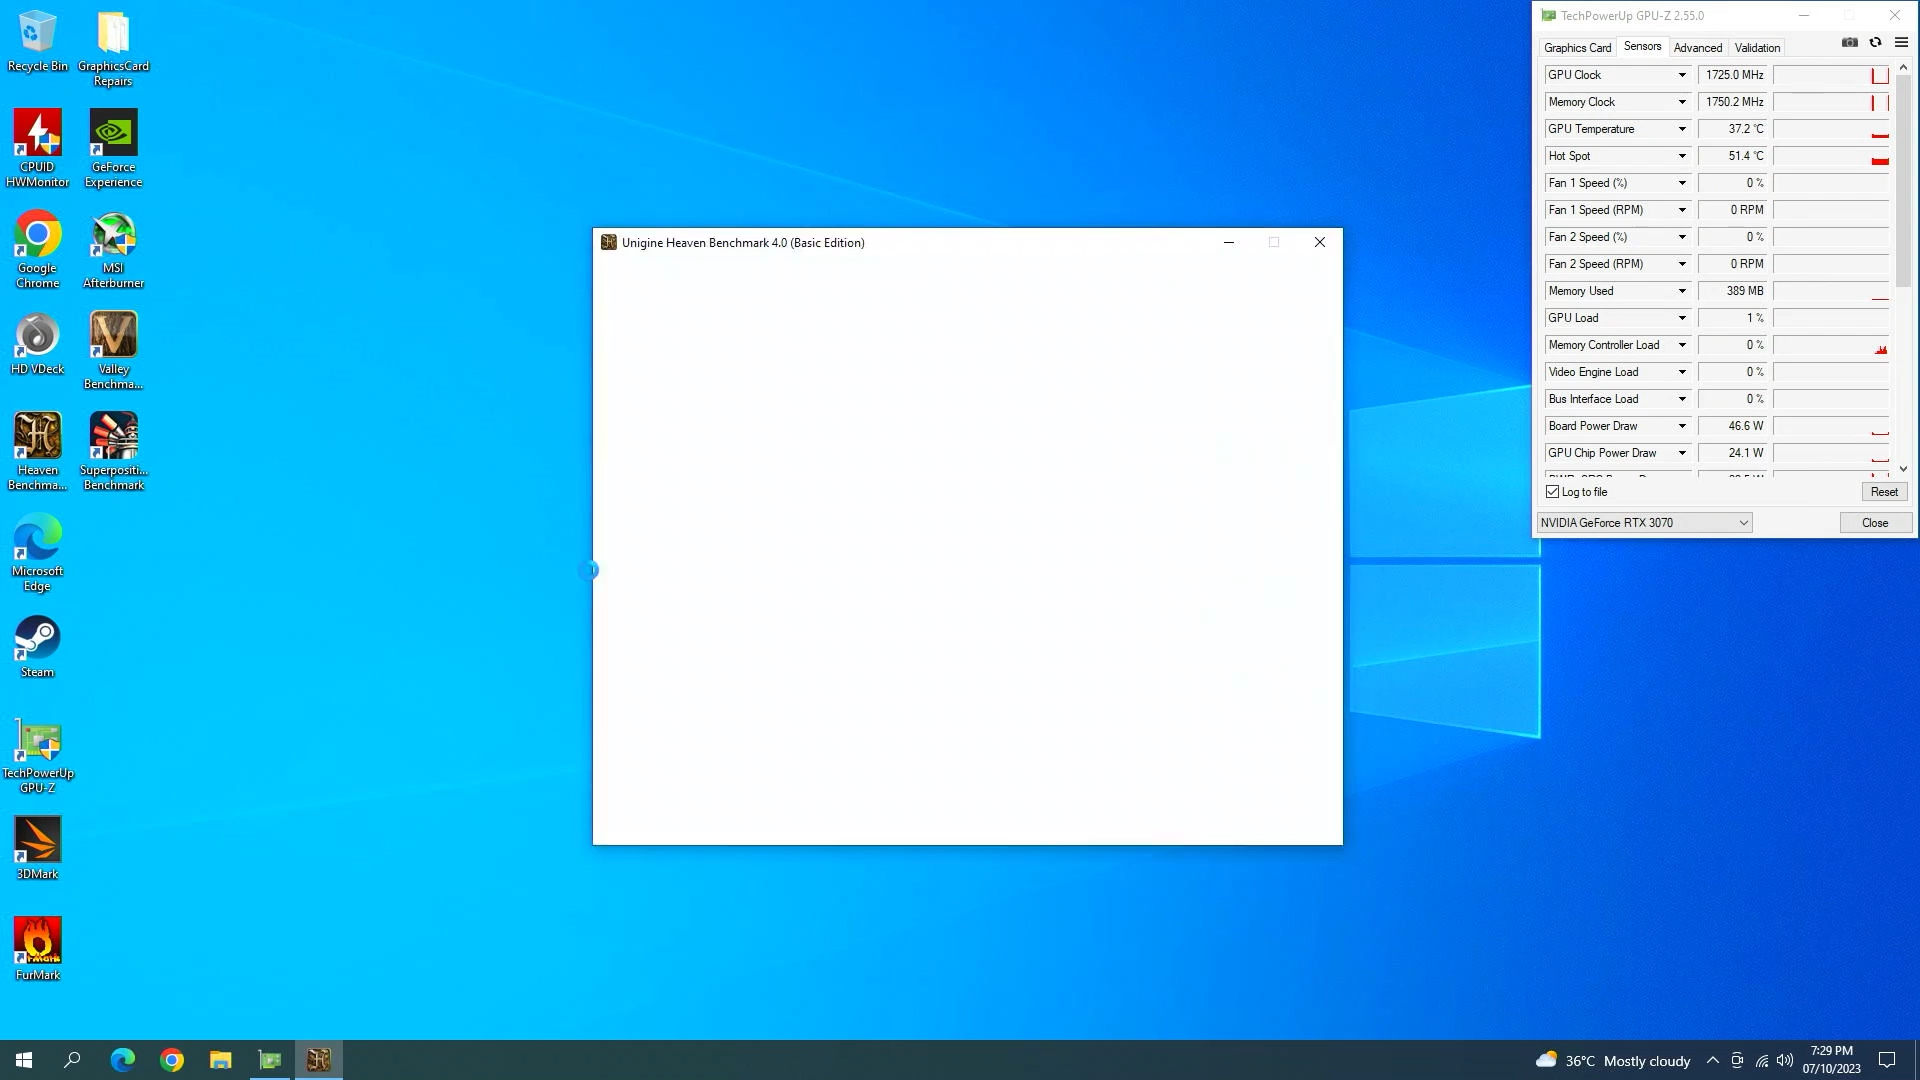 Recycle Bin
GraphicsCard
Repairs
CPUID
HWMonitor
GeForce
Experience
Google
Chrome
MSI
Afterburner
HD VDeck
Valley
Benchma...
Heaven
Benchma...
Superpositi...
Benchmark
Microsoft
Edge
Steam
TechPowerUp
GPU-Z
3DMark
FurMark
Unigine Heaven Benchmark 4.0 (Basic Edition)
TechPowerUp GPU-Z 2.55.0
Graphics Card Sensors Advanced Validation
GPU Clock 1725.0 MHz
Memory Clock 1750.2 MHz
GPU Temperature 37.2 °C
Hot Spot 51.4 °C
Fan 1 Speed (%) 0 %
Fan 1 Speed (RPM) 0 RPM
Fan 2 Speed (%) 0 %
Fan 2 Speed (RPM) 0 RPM
Memory Used 389 MB
GPU Load 1 %
Memory Controller Load 0 %
Video Engine Load 0 %
Bus Interface Load 0 %
Board Power Draw 46.6 W
GPU Chip Power Draw 24.1 W
Log to file Reset
NVIDIA GeForce RTX 3070 Close
36°C Mostly cloudy
7:29 PM
07/10/2023